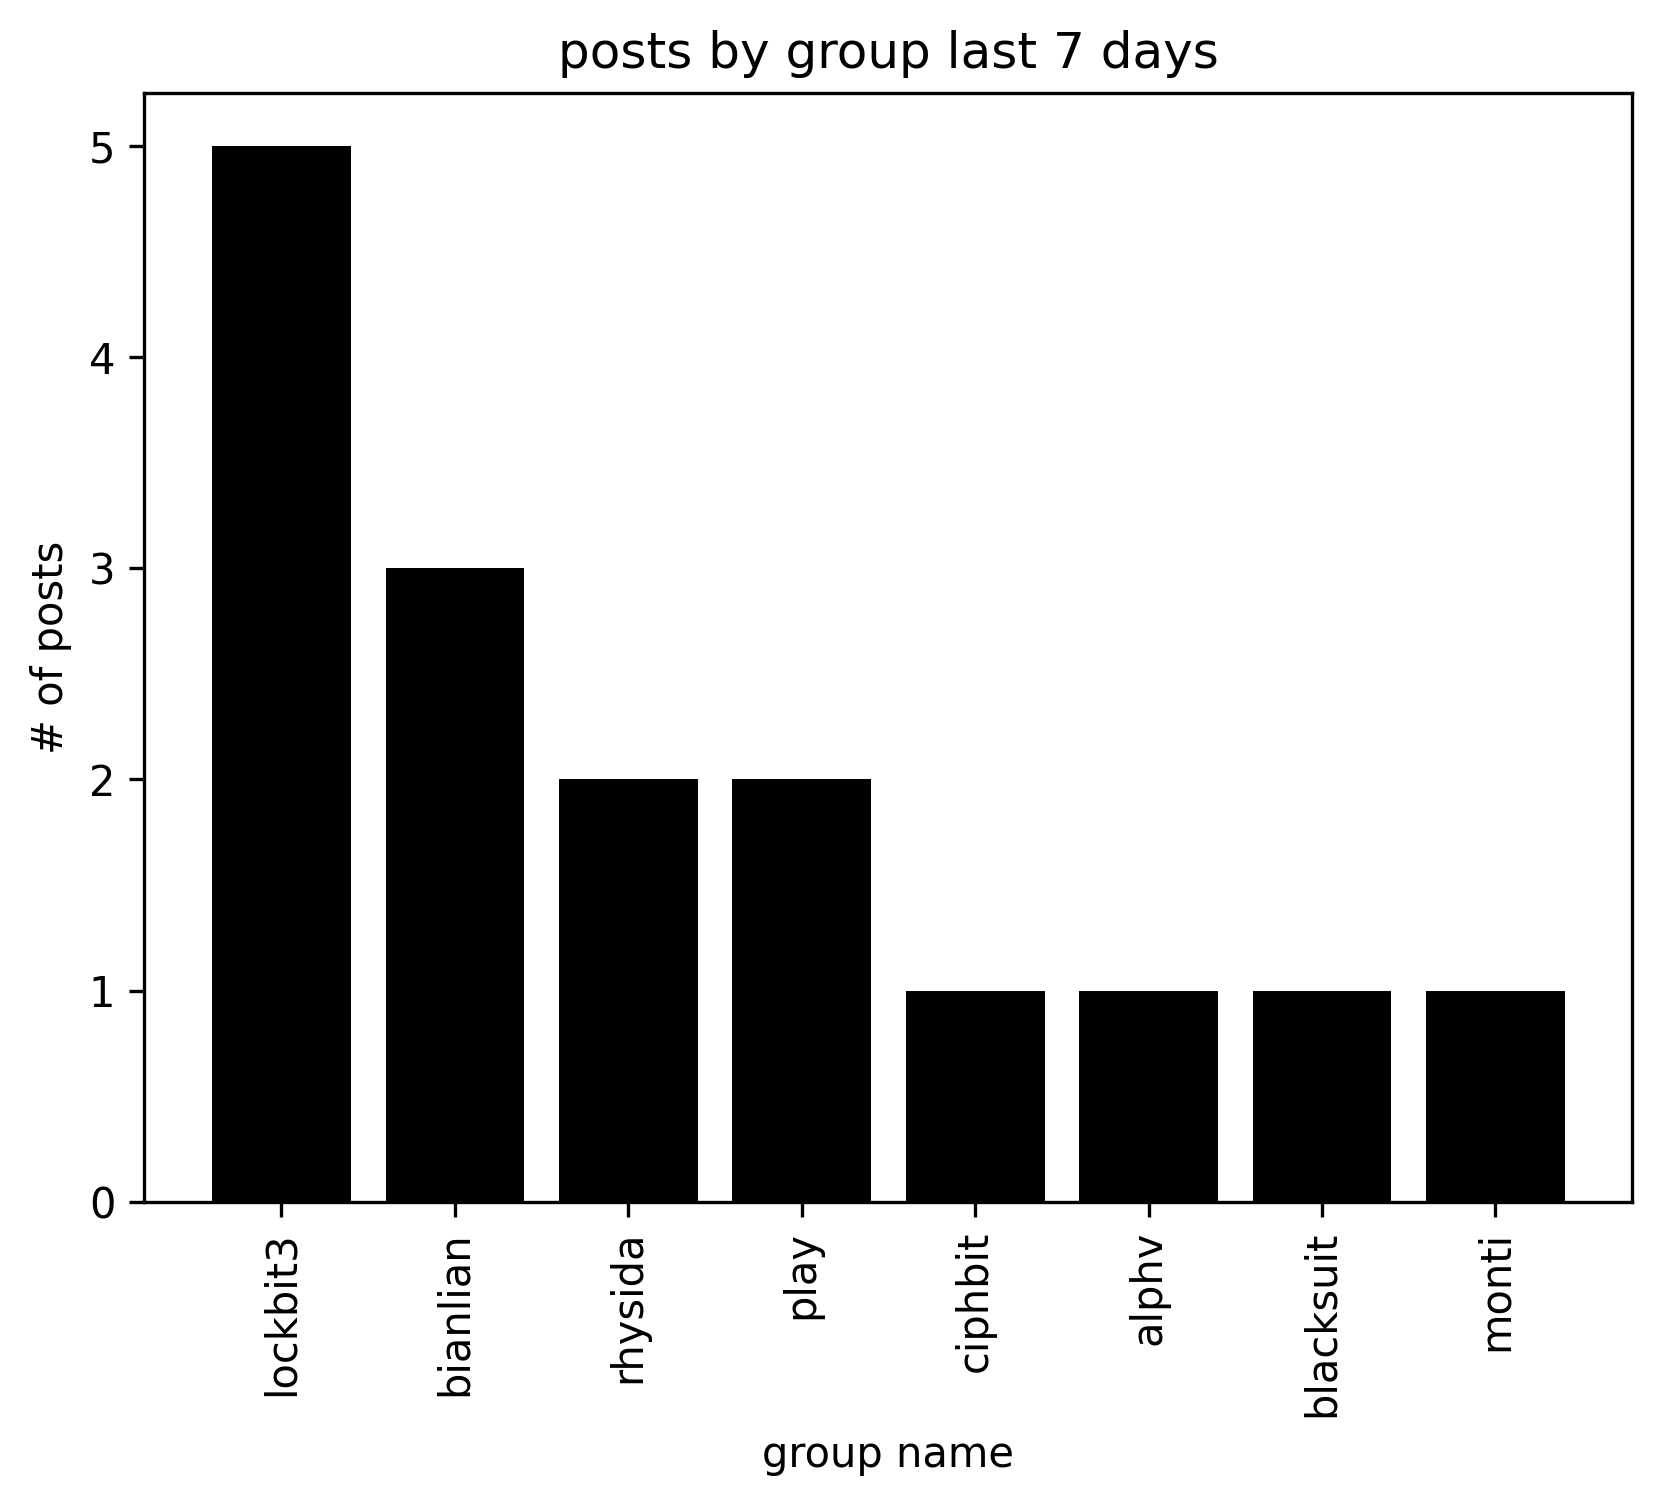 posts by group last 7 days
# of posts
5
4
3
2
1
0
lockbit3
bianlian
rhysida
play
ciphbit
alphv
blacksuit
monti
group name